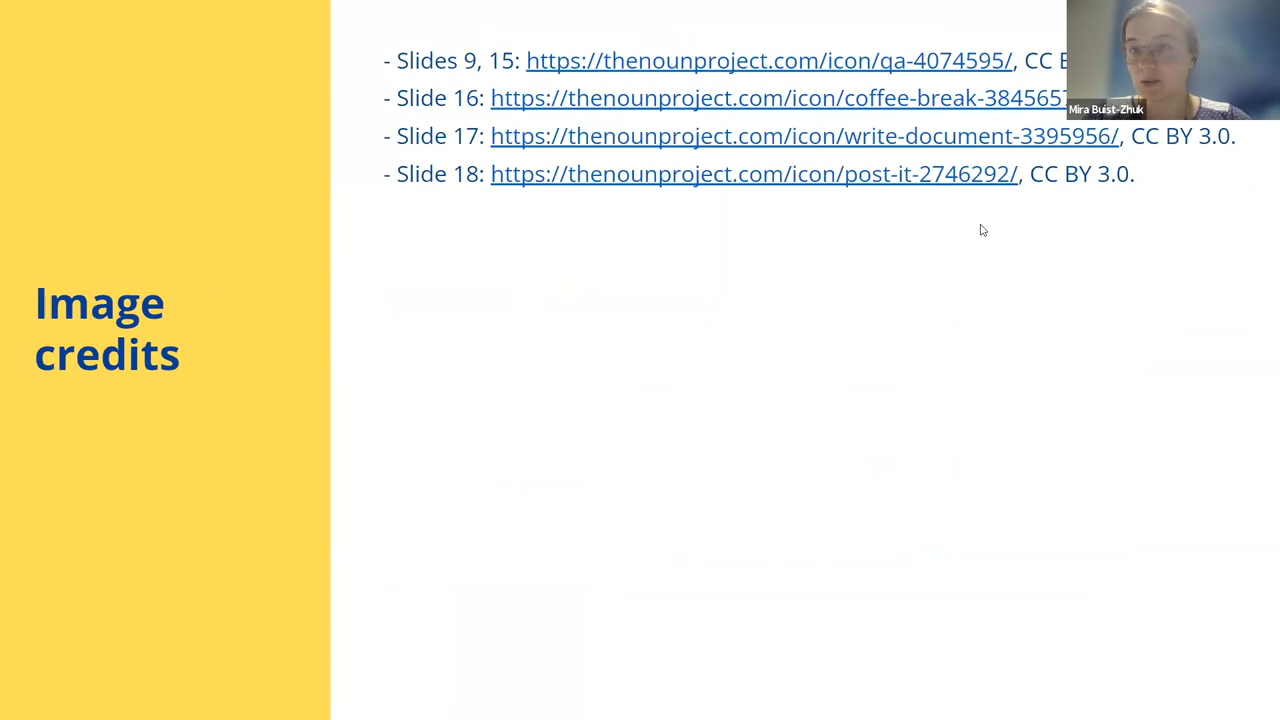 - Slides 9, 15: https://thenounproject.com/icon/qa-4074595/, CC
- Slide 16: https://thenounproject.com/icon/coffee-break-384565
- Slide 17: https://thenounproject.com/icon/write-document-3395956/, CC BY 3.0.
- Slide 18: https://thenounproject.com/icon/post-it-2746292/, CC BY 3.0.
Mira Buist-Zhuk
Image
credits